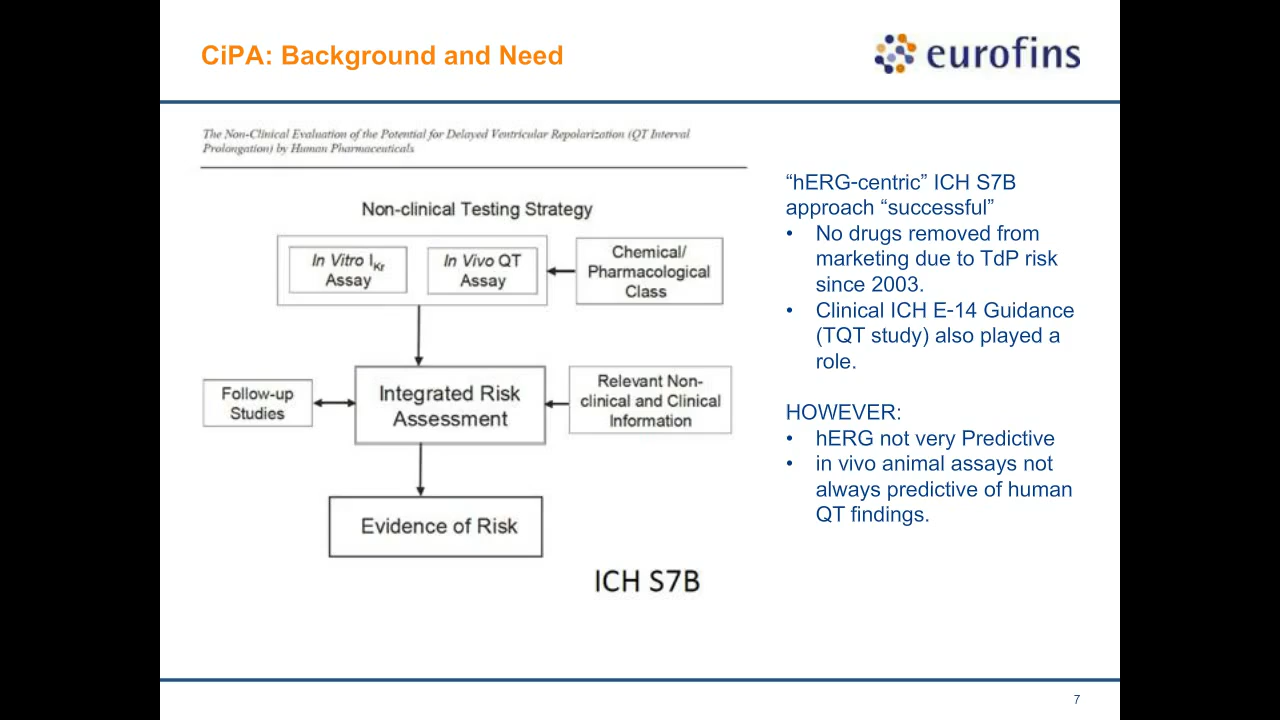 CiPA: Background and Need
eurofins
The Non-Clinical Evaluation of the Potential for Delayed Ventricular Repolarization (QT Interval
Prolongation) by Human Pharmaceuticals
Non-clinical Testing Strategy
In Vitro IKr
Assay
In Vivo QT
Assay
Chemical/
Pharmacological
Class
Follow-up
Studies
Integrated Risk
Assessment
Relevant Non-
clinical and Clinical
Information
Evidence of Risk
ICH S7B
“hERG-centric” ICH S7B
approach “successful”
• No drugs removed from
marketing due to TdP risk
since 2003.
• Clinical ICH E-14 Guidance
(TQT study) also played a
role.
HOWEVER:
• hERG not very Predictive
• in vivo animal assays not
always predictive of human
QT findings.
7